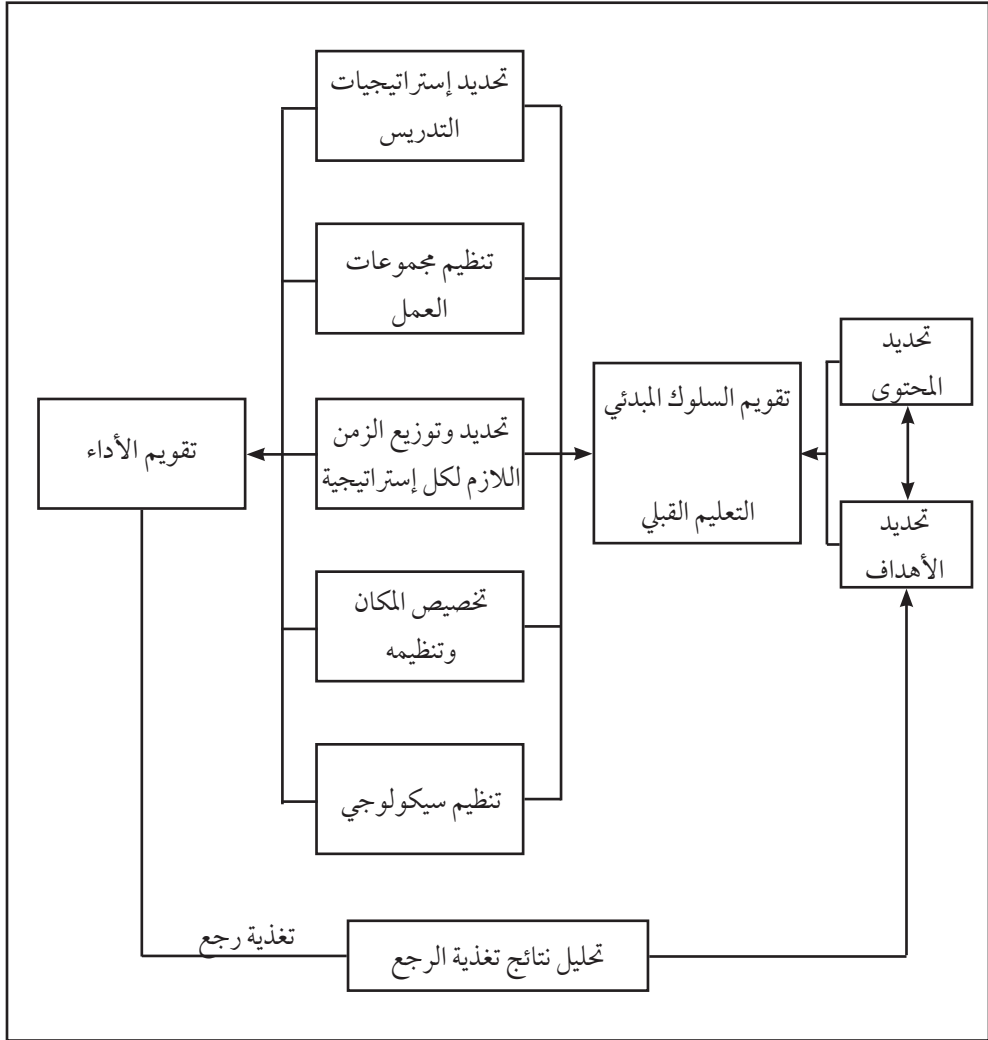 تحديد
المحتوى
تحديد
الأهداف
تقويم السلوك المبدئي
التعليم القبلي
تحديد إستراتيجيات
التدريس
تنظيم مجموعات
العمل
تحديد وتوزيع الزمن
اللازم لكل إستراتيجية
تخصيص المكان
وتنظيمه
تنظيم سيكولوجي
تقويم الأداء
تغذية رجع
تحليل نتائج تغذية الرجع